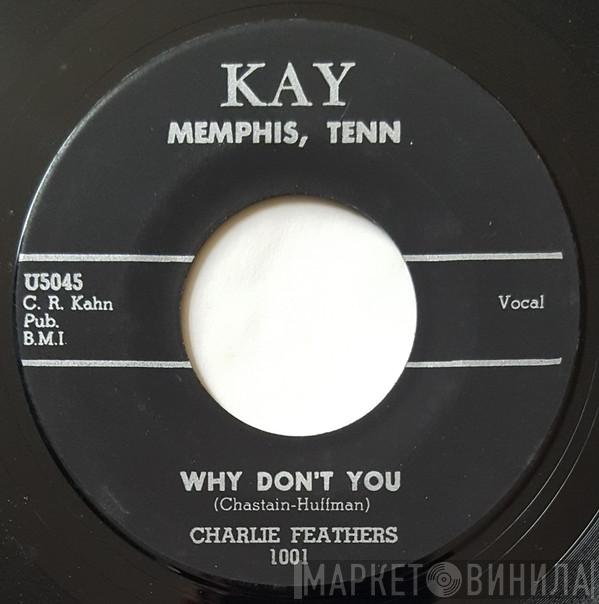 KAY
MEMPHIS, TENN
U5045
C. R. Kahn
Pub.
B.M.I.
Vocal
WHY DON'T YOU
(Chastain-Huffman)
CHARLIE FEATHERS
1001
МАРКЕТ ВИНИЛА